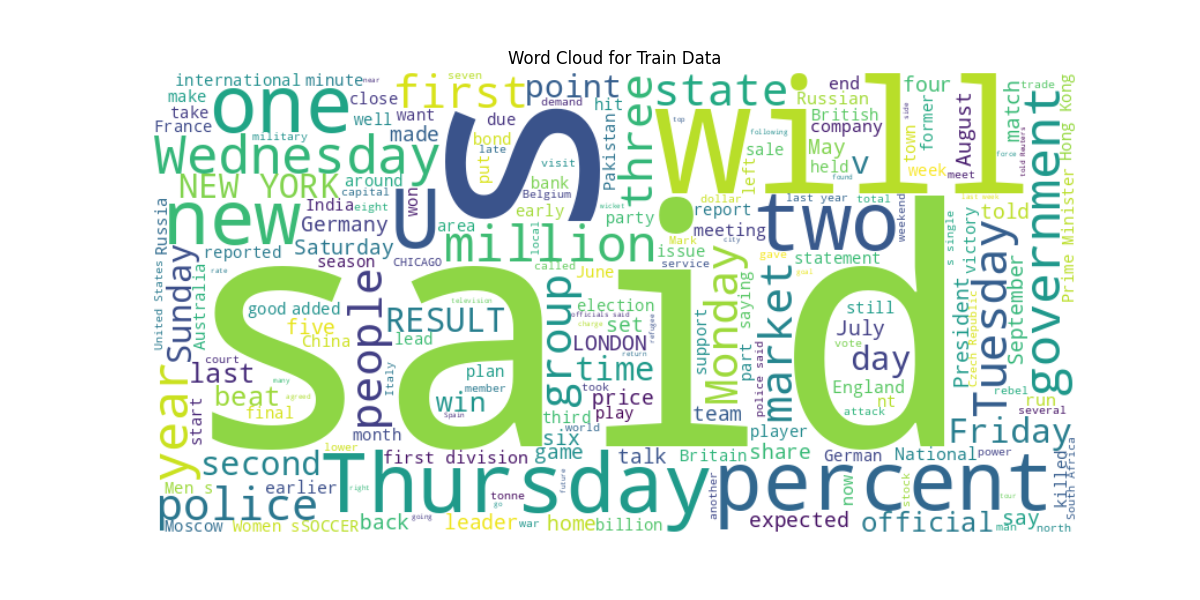 Word Cloud for Train Data
international minute near seven
make one first point state will four trade
take close demand hit end Russian former
France well want due three British match
military made bond late company August
Wednesday put visit Pakistan sale May town
NEW YORK around bank left held v week meet
capital Belgium
India eight won early party dollar last year total
new Germany U S report two weekend told
Russia Saturday area local Mark meeting victory
reported million issue city gave statement
season CHICAGO called June service
United States Sunday Australia rate
said
good added people television election goal
five RESULT officials said still
China lead group charge set Monday July President September
court LONDON refugee support vote day Tuesday government
last Italy plan time return saying market Czech Republic
many member took part England rebel
beat agreed win Spain price police said nt run
final third play team attack several
start month six world player Friday
lower game
year second first division talk Britain share German National power
Men s earlier Thursday right tonne future another percent now stock tour killed South Africa
police go
Moscow women s SOCCER back going leader war home billion expected official man say north
Prime Minister Hong Kong
told Reuters
force
following
top
found
side
last week
s single
wicket